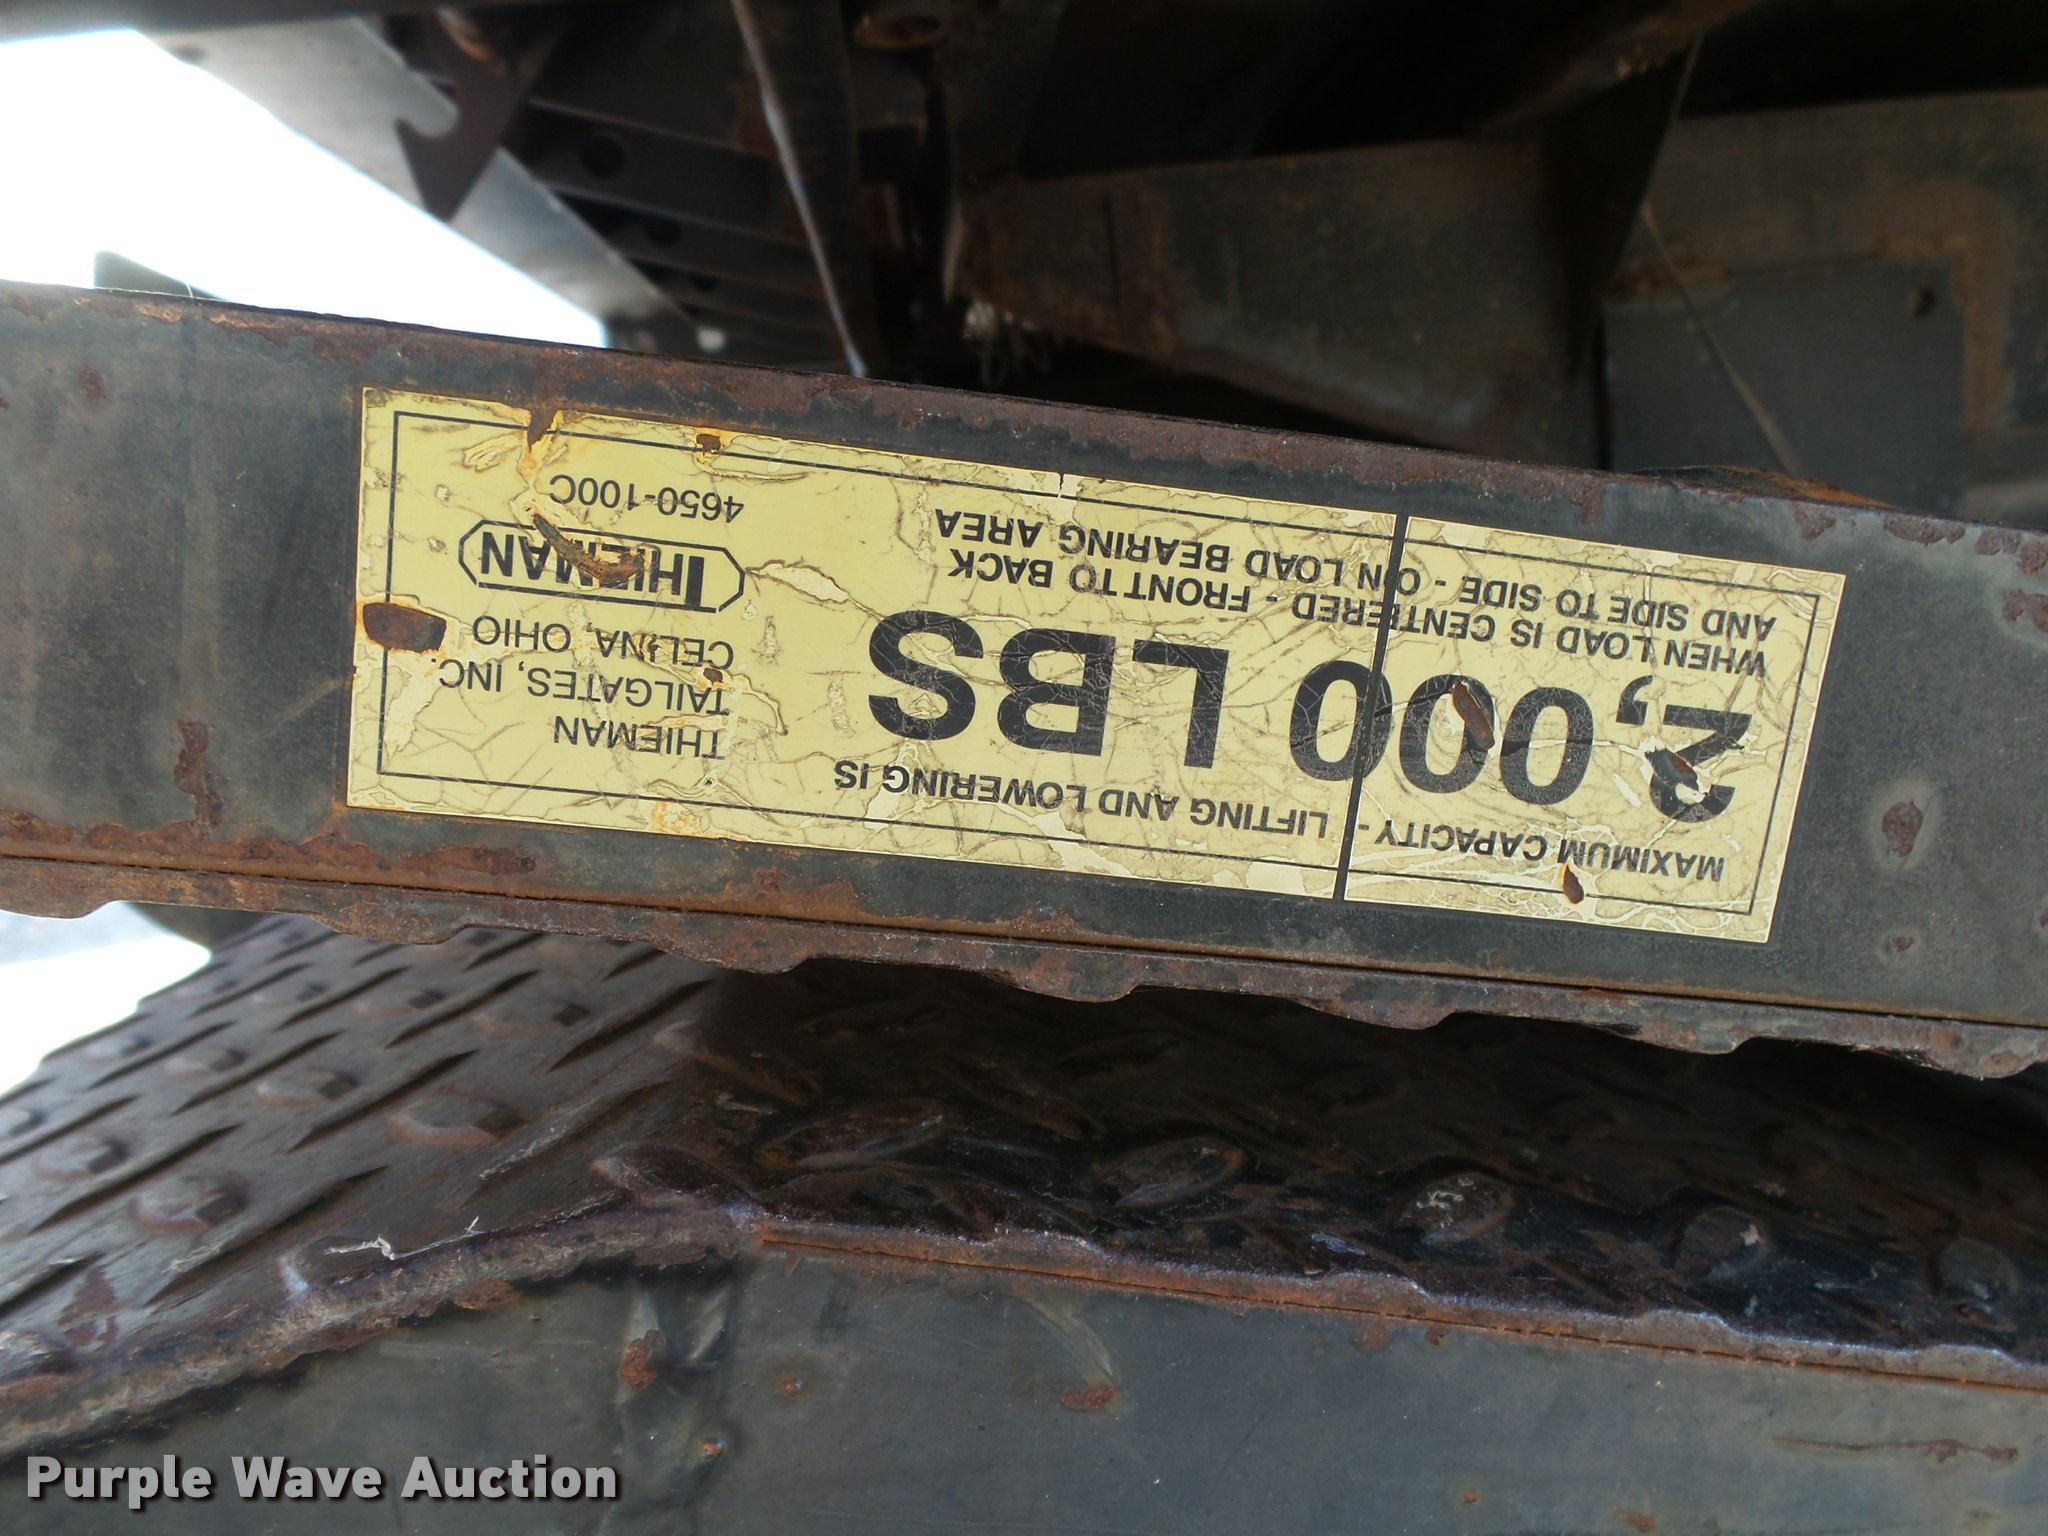 MAXIMUM CAPACITY - LIFTING AND LOWERING IS
2,000 LBS
WHEN LOAD IS CENTERED - FRONT TO BACK
AND SIDE TO SIDE - ON LOAD BEARING AREA
THIEMAN
TAILGATES, INC.
CELINA, OHIO
THIEMAN
4650-100C
Purple Wave Auction